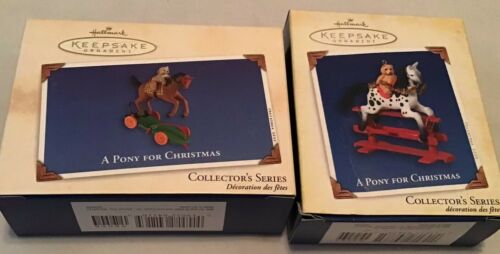 Hallmark
KEEPSAKE
ORNAMENT
A PONY FOR CHRISTMAS
COLLECTOR'S SERIES
Décoration des fêtes
Hallmark
KEEPSAKE
ORNAMENT
A PONY FOR CHRISTMAS
COLLECTOR'S SERIES
décoration des fêtes